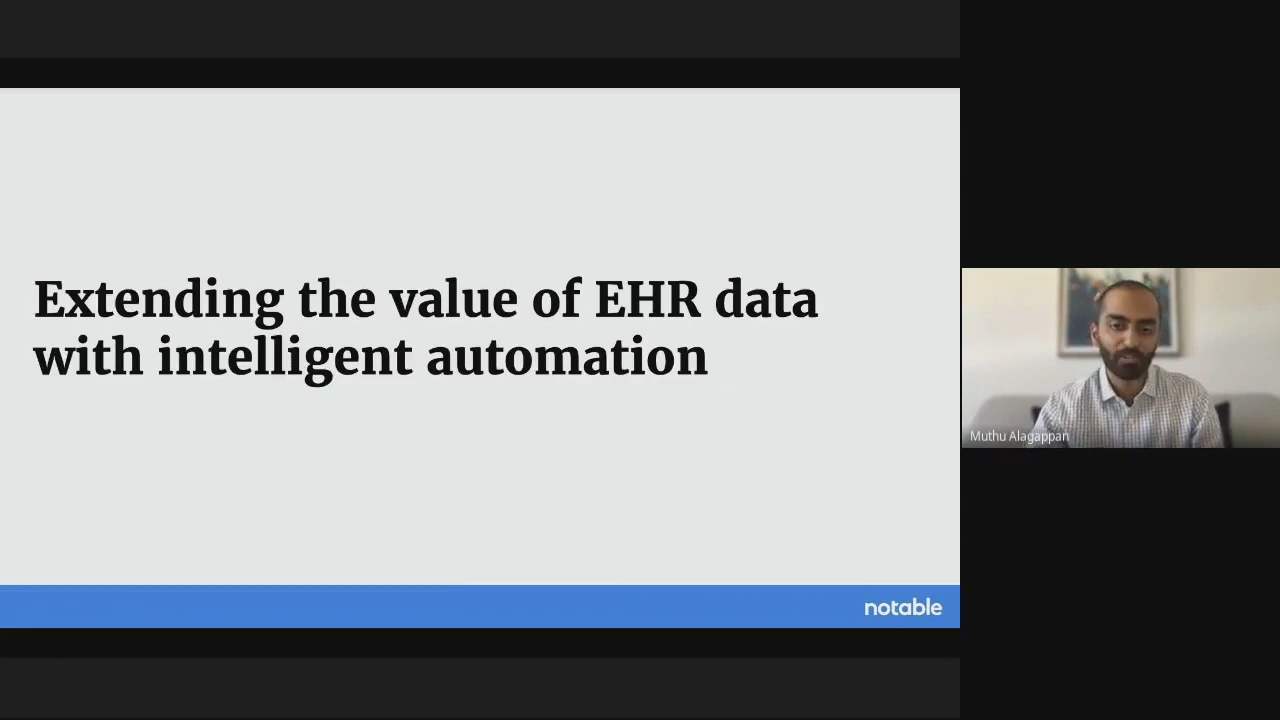 Extending the value of EHR data
with intelligent automation
notable
Muthu Alagappan